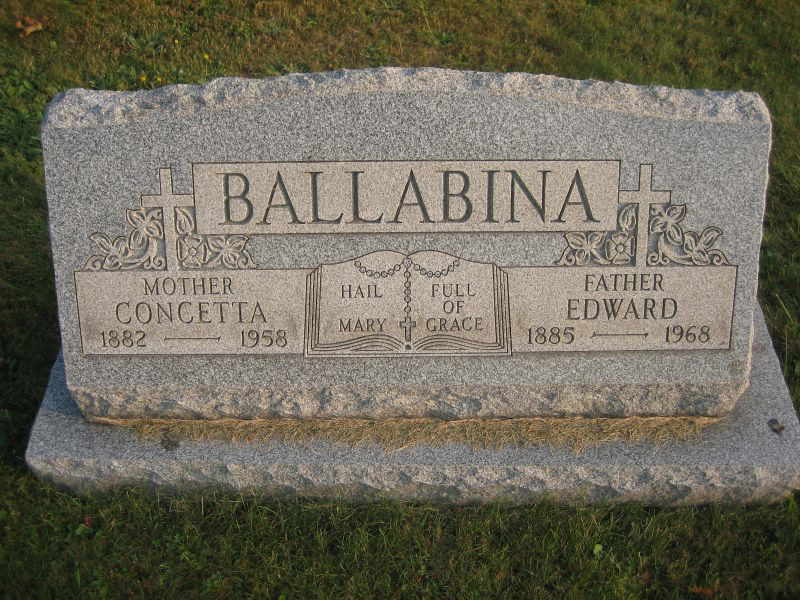 BALLABINA
MOTHER
CONCETTA
1882 — 1958
HAIL
MARY
FULL
OF
GRACE
FATHER
EDWARD
1885 — 1968